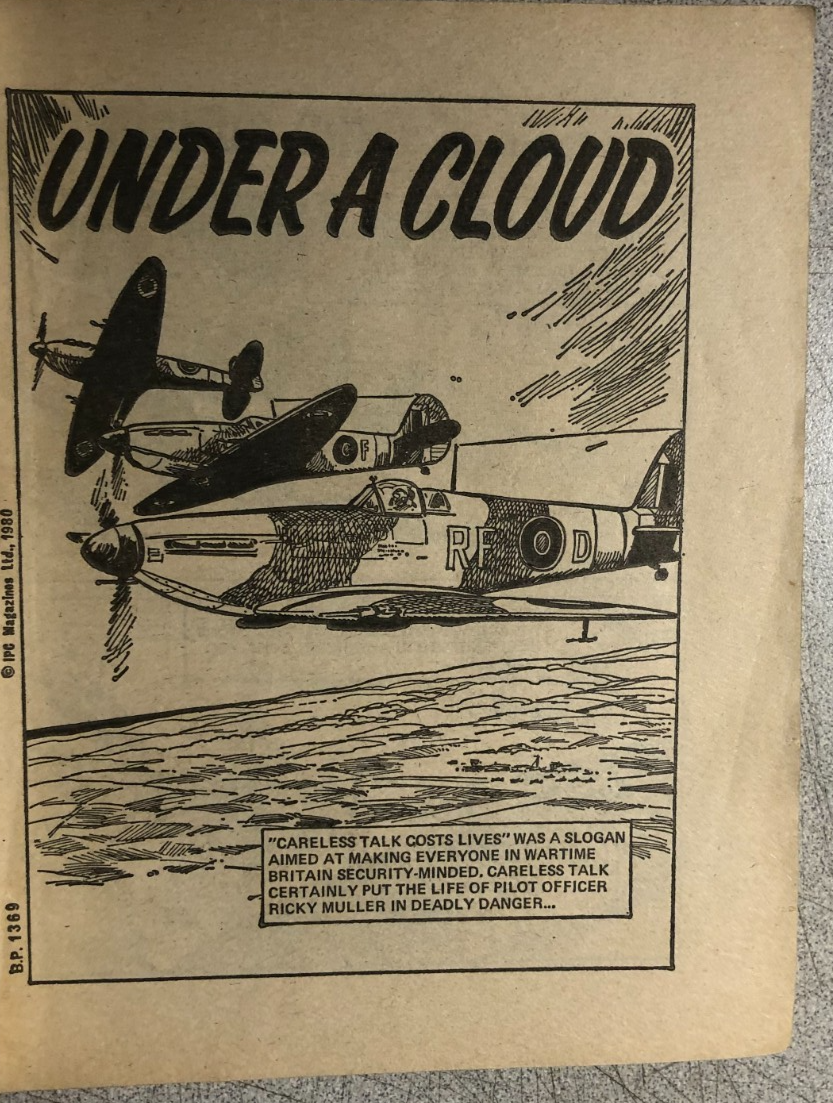 UNDER A CLOUD
F
RF D
© IPC Magazines Ltd., 1980
B.P. 1369
"CARELESS TALK COSTS LIVES" WAS A SLOGAN
AIMED AT MAKING EVERYONE IN WARTIME
BRITAIN SECURITY-MINDED. CARELESS TALK
CERTAINLY PUT THE LIFE OF PILOT OFFICER
RICKY MULLER IN DEADLY DANGER...